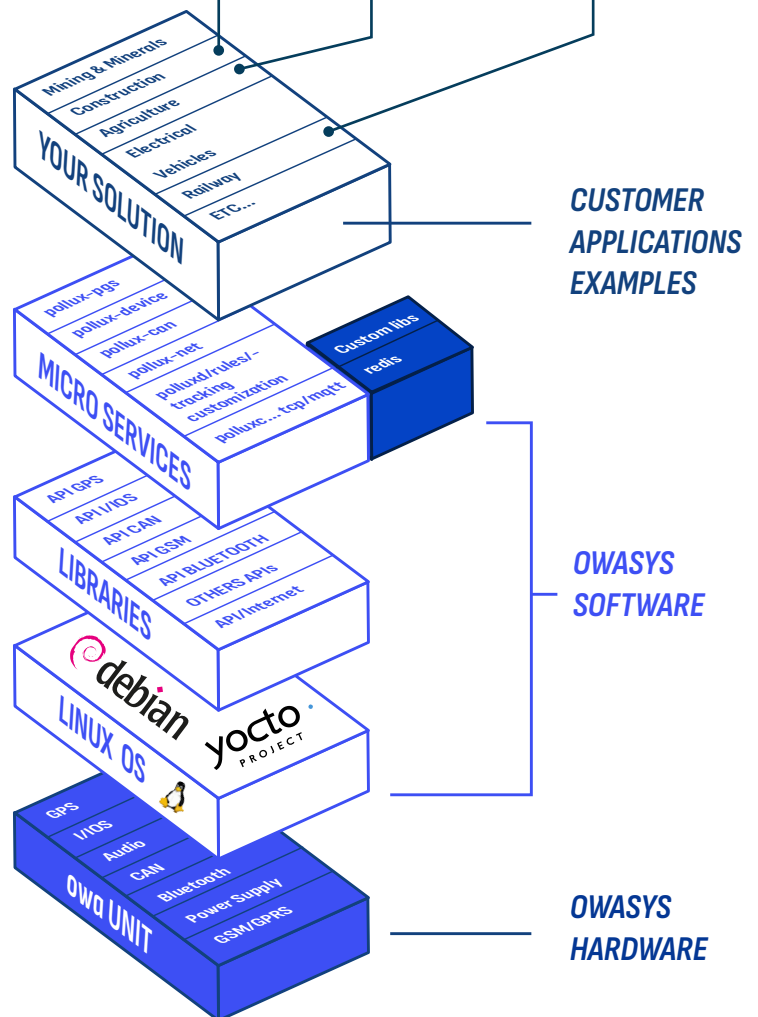 Mining & Minerals
Construction
Agriculture
Electrical
Vehicles
Railway
ETC...
YOUR SOLUTION
CUSTOMER
APPLICATIONS
EXAMPLES
pollux-pgs
pollux-device
pollux-can
pollux-net
polluxd/rules/-
tracking
customization
polluxc...tcp/mqtt
MICRO SERVICES
Custom libs
redis
API GPS
API I/IOS
API CAN
API GSM
API BLUETOOTH
OTHERS APIs
API/Internet
LIBRARIES
OWASYS
SOFTWARE
debian
yocto
PROJECT
LINUX OS
GPS
I/IOS
Audio
CAN
Bluetooth
Power Supply
GSM/GPRS
owa UNIT
OWASYS
HARDWARE